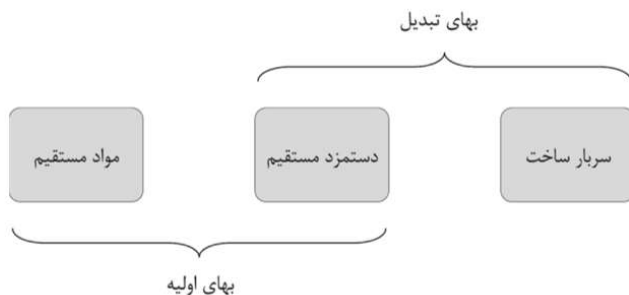 بهای تبدیل
سربار ساخت
دستمزد مستقیم
مواد مستقیم
بهای اولیه